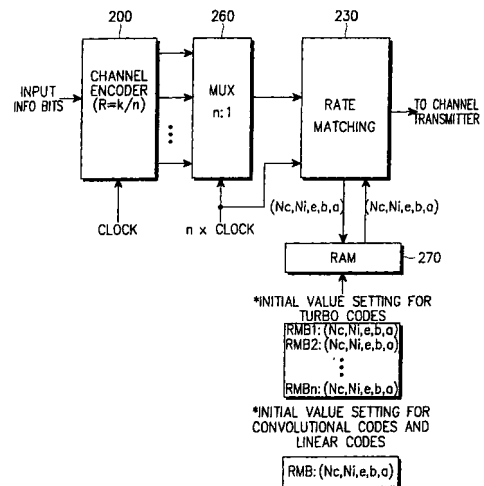 200
260
230
INPUT
INFO BITS
CHANNEL
ENCODER
(R=k/n)
MUX
n:1
RATE
MATCHING
TO CHANNEL
TRANSMITTER
CLOCK
n x CLOCK
(Nc,Ni,e,b,a)
(Nc,Ni,e,b,a)
RAM
270
*INITIAL VALUE SETTING FOR
TURBO CODES
RMB1: (Nc,Ni,e,b,a)
RMB2: (Nc,Ni,e,b,a)
RMBn: (Nc,Ni,e,b,a)
*INITIAL VALUE SETTING FOR
CONVOLUTIONAL CODES AND
LINEAR CODES
RMB: (Nc,Ni,e,b,a)